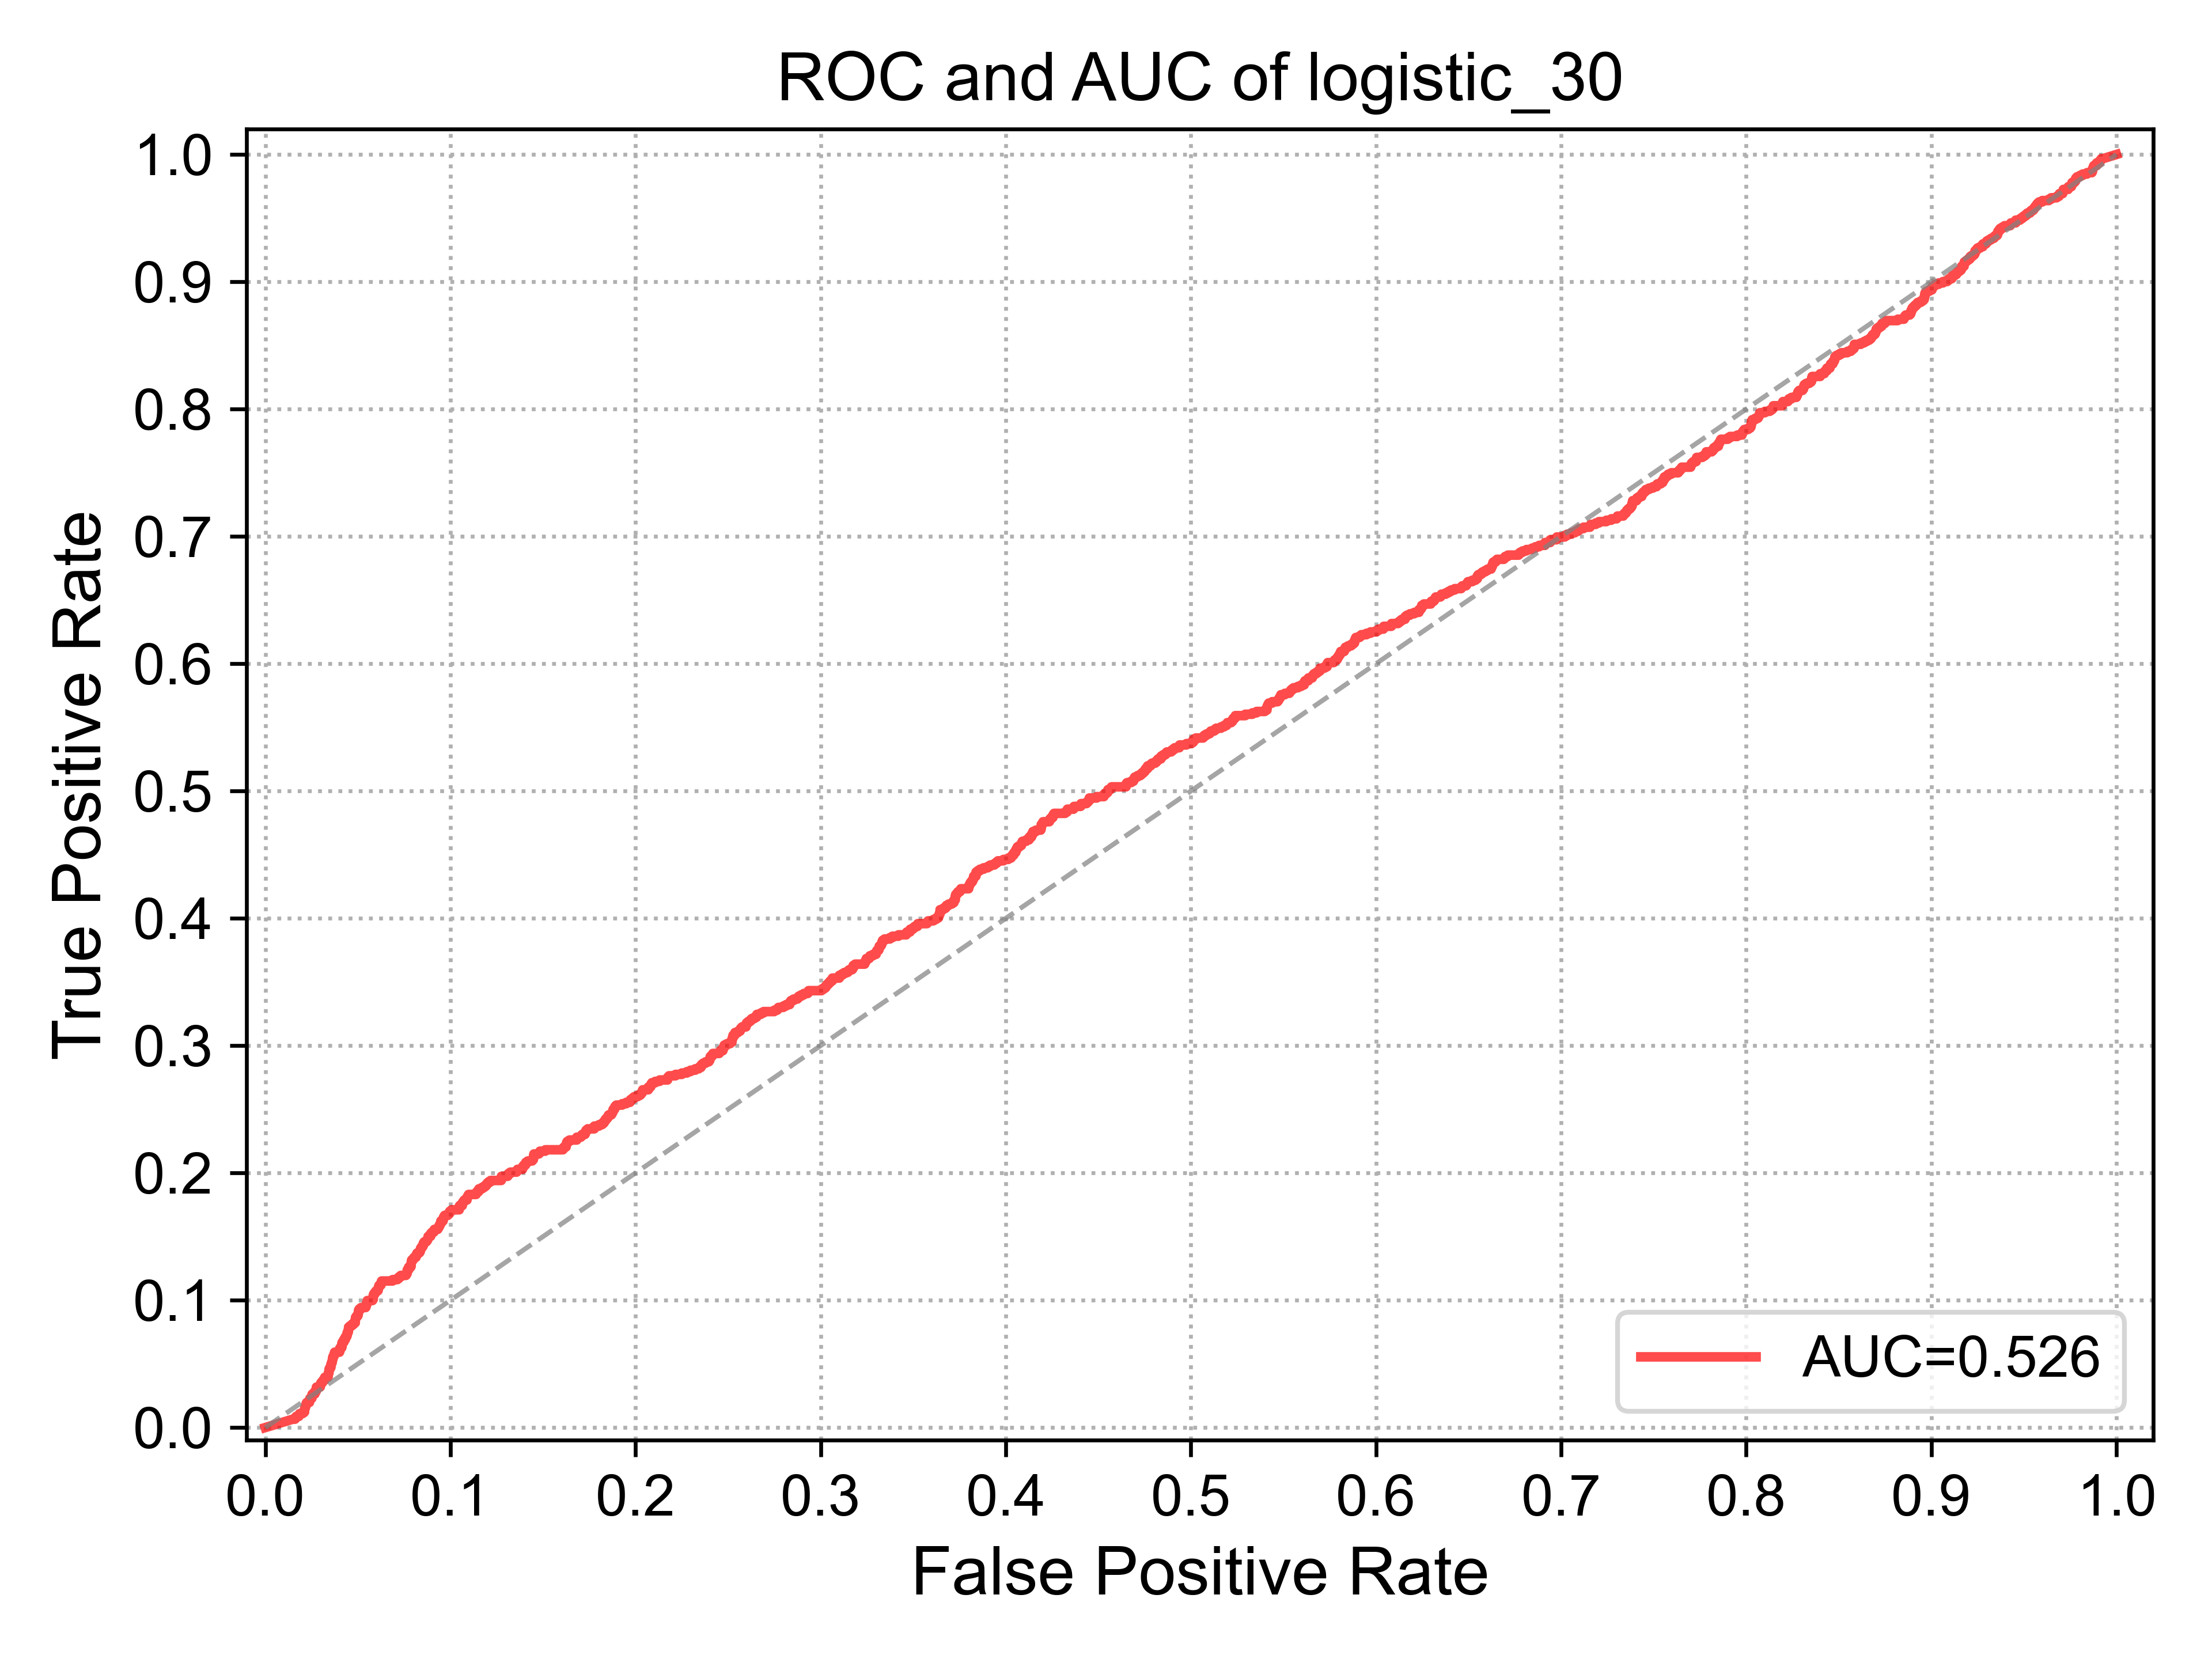 ROC and AUC of logistic_30
True Positive Rate
1.0
0.9
0.8
0.7
0.6
0.5
0.4
0.3
0.2
0.1
0.0
AUC=0.526
0.0 0.1 0.2 0.3 0.4 0.5 0.6 0.7 0.8 0.9 1.0
False Positive Rate